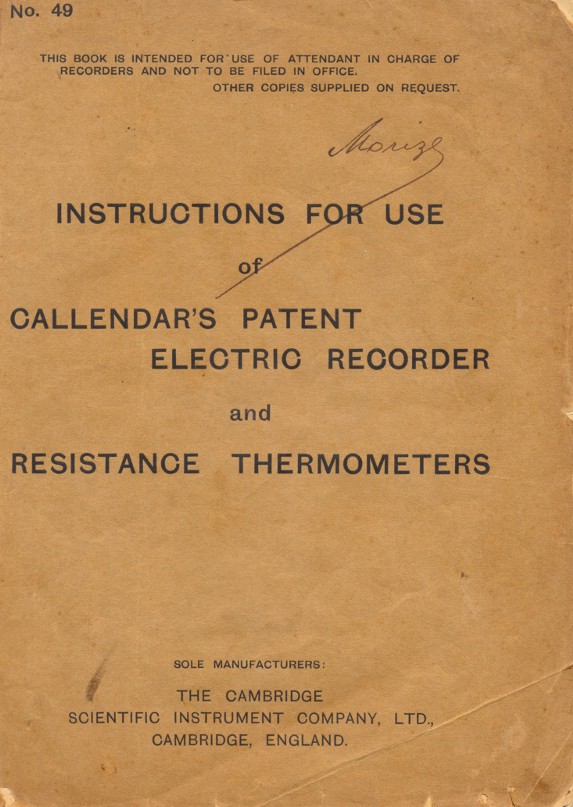 No. 49
THIS BOOK IS INTENDED FOR USE OF ATTENDANT IN CHARGE OF
RECORDERS AND NOT TO BE FILED IN OFFICE.
OTHER COPIES SUPPLIED ON REQUEST.
Morize
INSTRUCTIONS FOR USE
of
CALLENDAR'S PATENT
ELECTRIC RECORDER
and
RESISTANCE THERMOMETERS
SOLE MANUFACTURERS:
THE CAMBRIDGE
SCIENTIFIC INSTRUMENT COMPANY, LTD.,
CAMBRIDGE, ENGLAND.